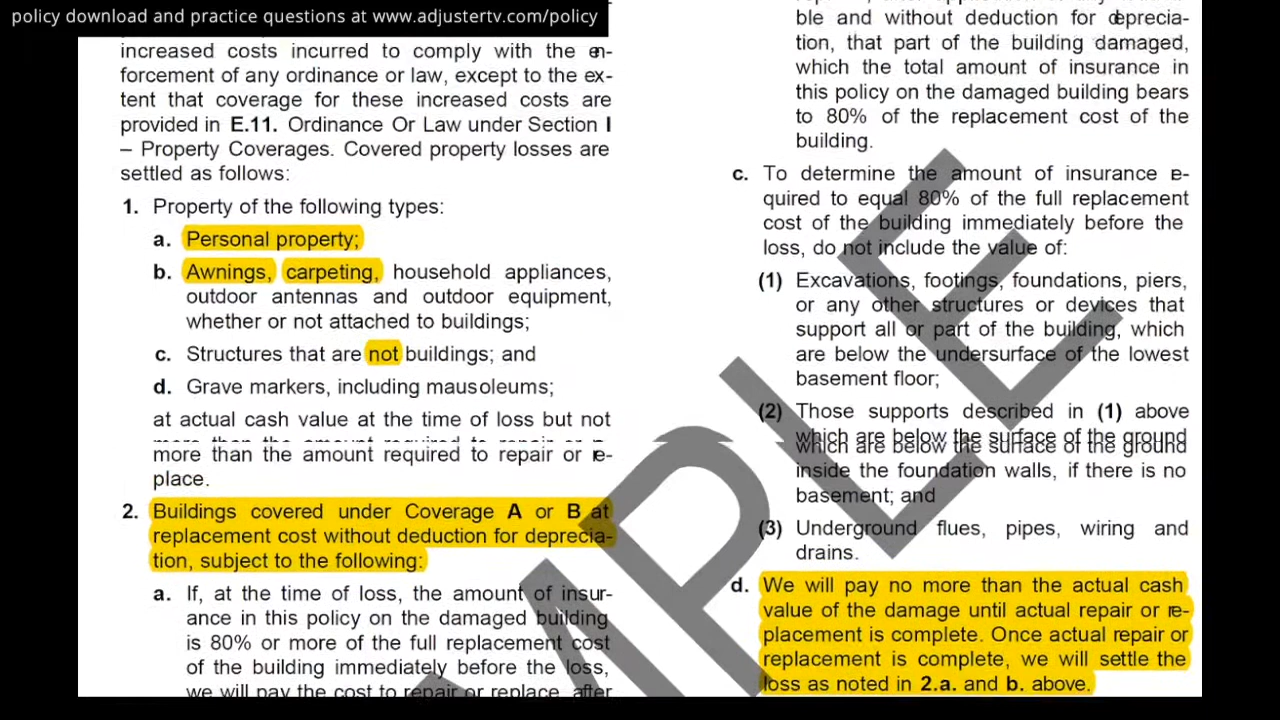 policy download and practice questions at www.adjustertv.com/policy
increased costs incurred to comply with the en-
forcement of any ordinance or law, except to the ex-
tent that coverage for these increased costs are
provided in E.11. Ordinance Or Law under Section I
– Property Coverages. Covered property losses are
settled as follows:
1. Property of the following types:
a. Personal property;
b. Awnings, carpeting, household appliances,
outdoor antennas and outdoor equipment,
whether or not attached to buildings;
c. Structures that are not buildings; and
d. Grave markers, including mausoleums;
at actual cash value at the time of loss but not
more than the amount required to repair or re-
place.
2. Buildings covered under Coverage A or B at
replacement cost without deduction for deprecia-
tion, subject to the following:
a. If, at the time of loss, the amount of insur-
ance in this policy on the damaged building
is 80% or more of the full replacement cost
of the building immediately before the loss,
we will pay the cost to repair or replace, after
ble and without deduction for deprecia-
tion, that part of the building damaged,
which the total amount of insurance in
this policy on the damaged building bears
to 80% of the replacement cost of the
building.
c. To determine the amount of insurance re-
quired to equal 80% of the full replacement
cost of the building immediately before the
loss, do not include the value of:
(1) Excavations, footings, foundations, piers,
or any other structures or devices that
support all or part of the building, which
are below the undersurface of the lowest
basement floor;
(2) Those supports described in (1) above
which are below the surface of the ground
inside the foundation walls, if there is no
basement; and
(3) Underground flues, pipes, wiring and
drains.
d. We will pay no more than the actual cash
value of the damage until actual repair or re-
placement is complete. Once actual repair or
replacement is complete, we will settle the
loss as noted in 2.a. and b. above.
MPLE